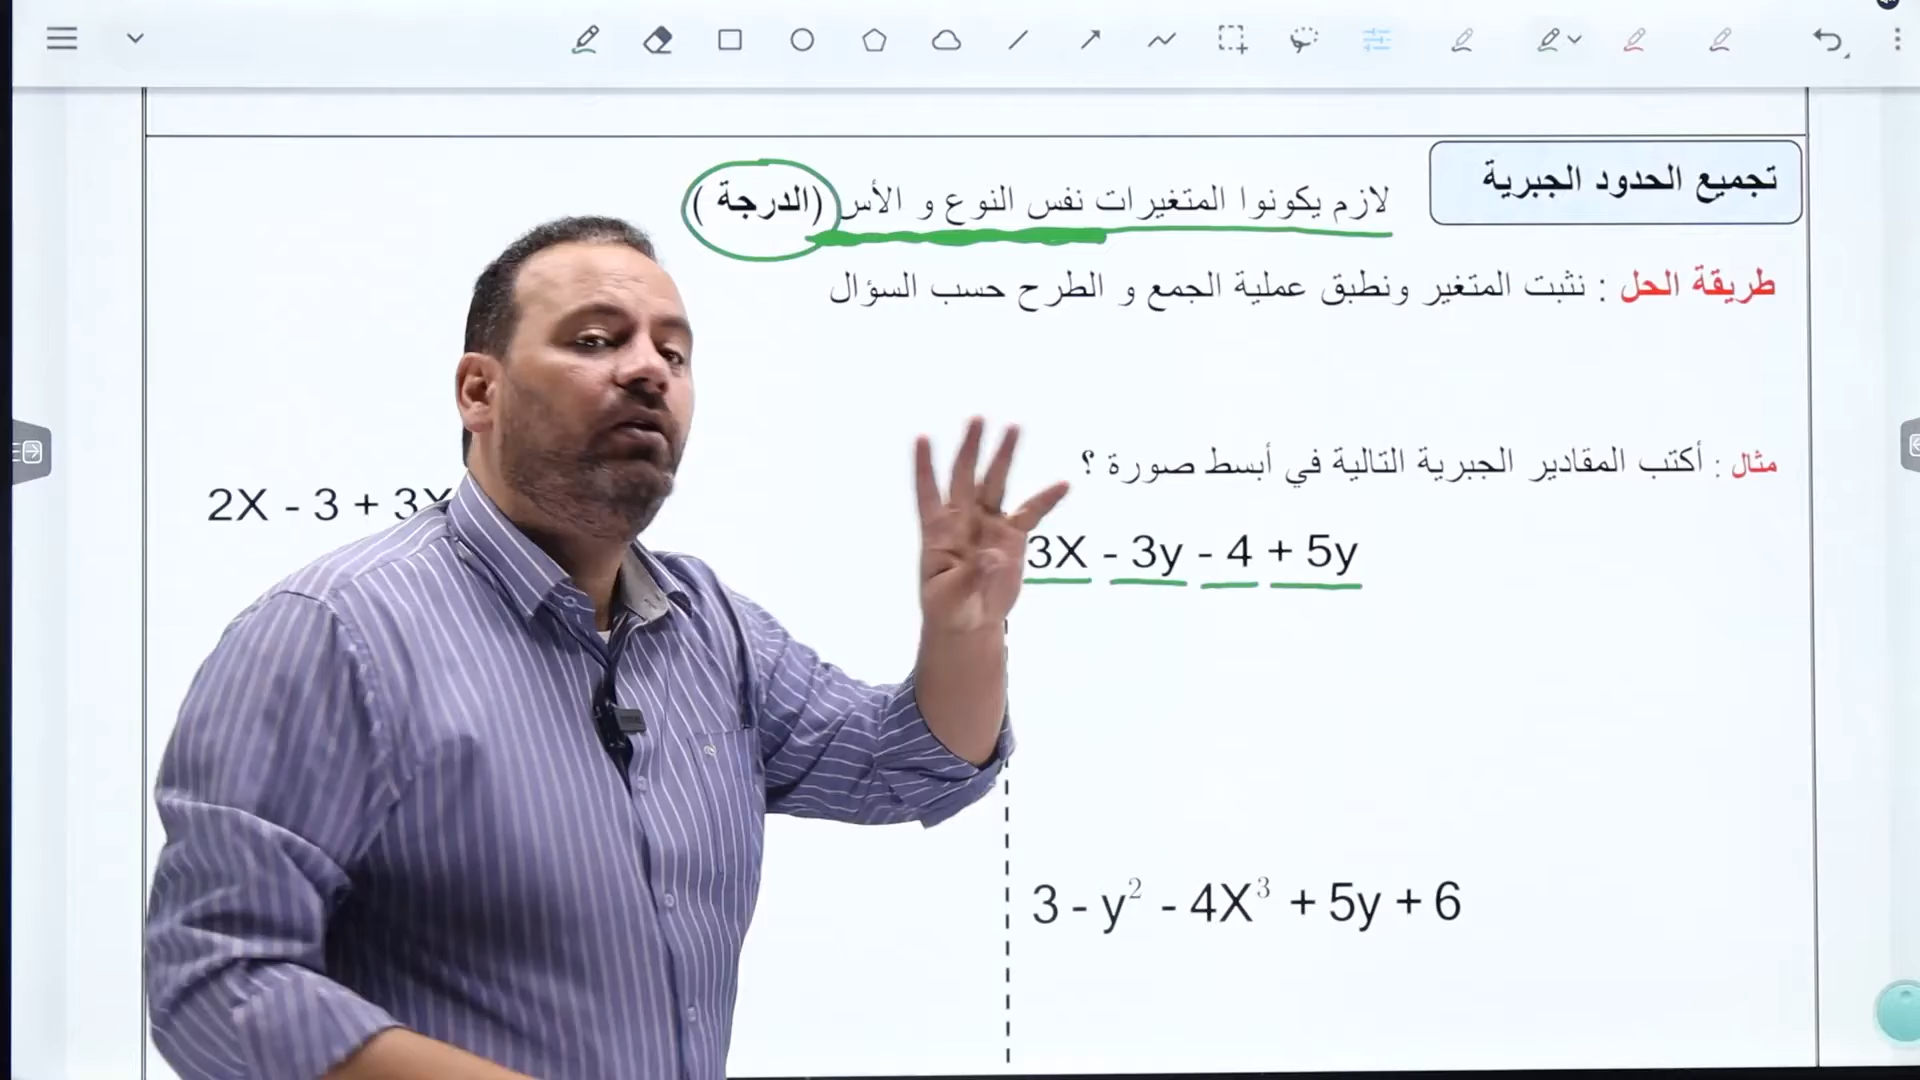 تجميع الحدود الجبرية
لازم يكونوا المتغيرات نفس النوع و الأس (الدرجة )
طريقة الحل : نثبت المتغير ونطبق عملية الجمع و الطرح حسب السؤال
مثال : أكتب المقادير الجبرية التالية في أبسط صورة ؟
3X - 3y - 4 + 5y
2X - 3 + 3X
3 - y² - 4X³ + 5y + 6